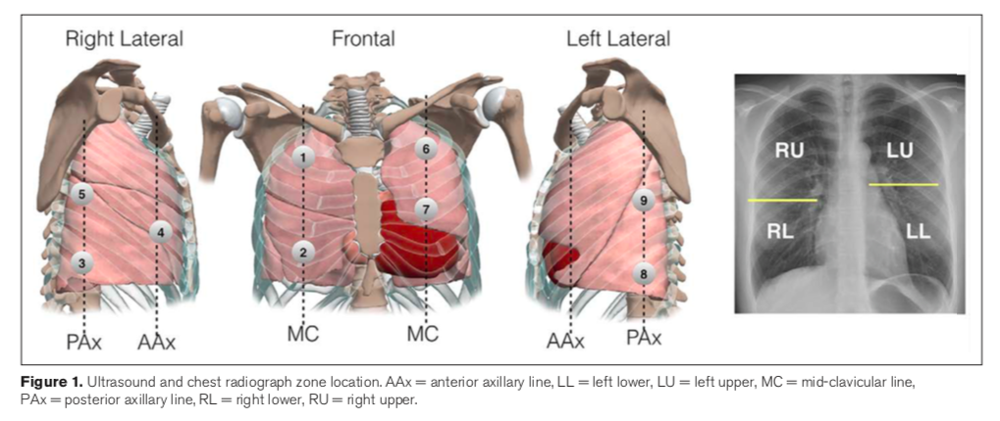 Right Lateral
Frontal
Left Lateral
1
6
5
7
4
2
3
9
8
RU
LU
RL
LL
PAx
AAx
MC
MC
AAx
PAx
Figure 1. Ultrasound and chest radiograph zone location. AAx = anterior axillary line, LL = left lower, LU = left upper, MC = mid-clavicular line,
PAx = posterior axillary line, RL = right lower, RU = right upper.